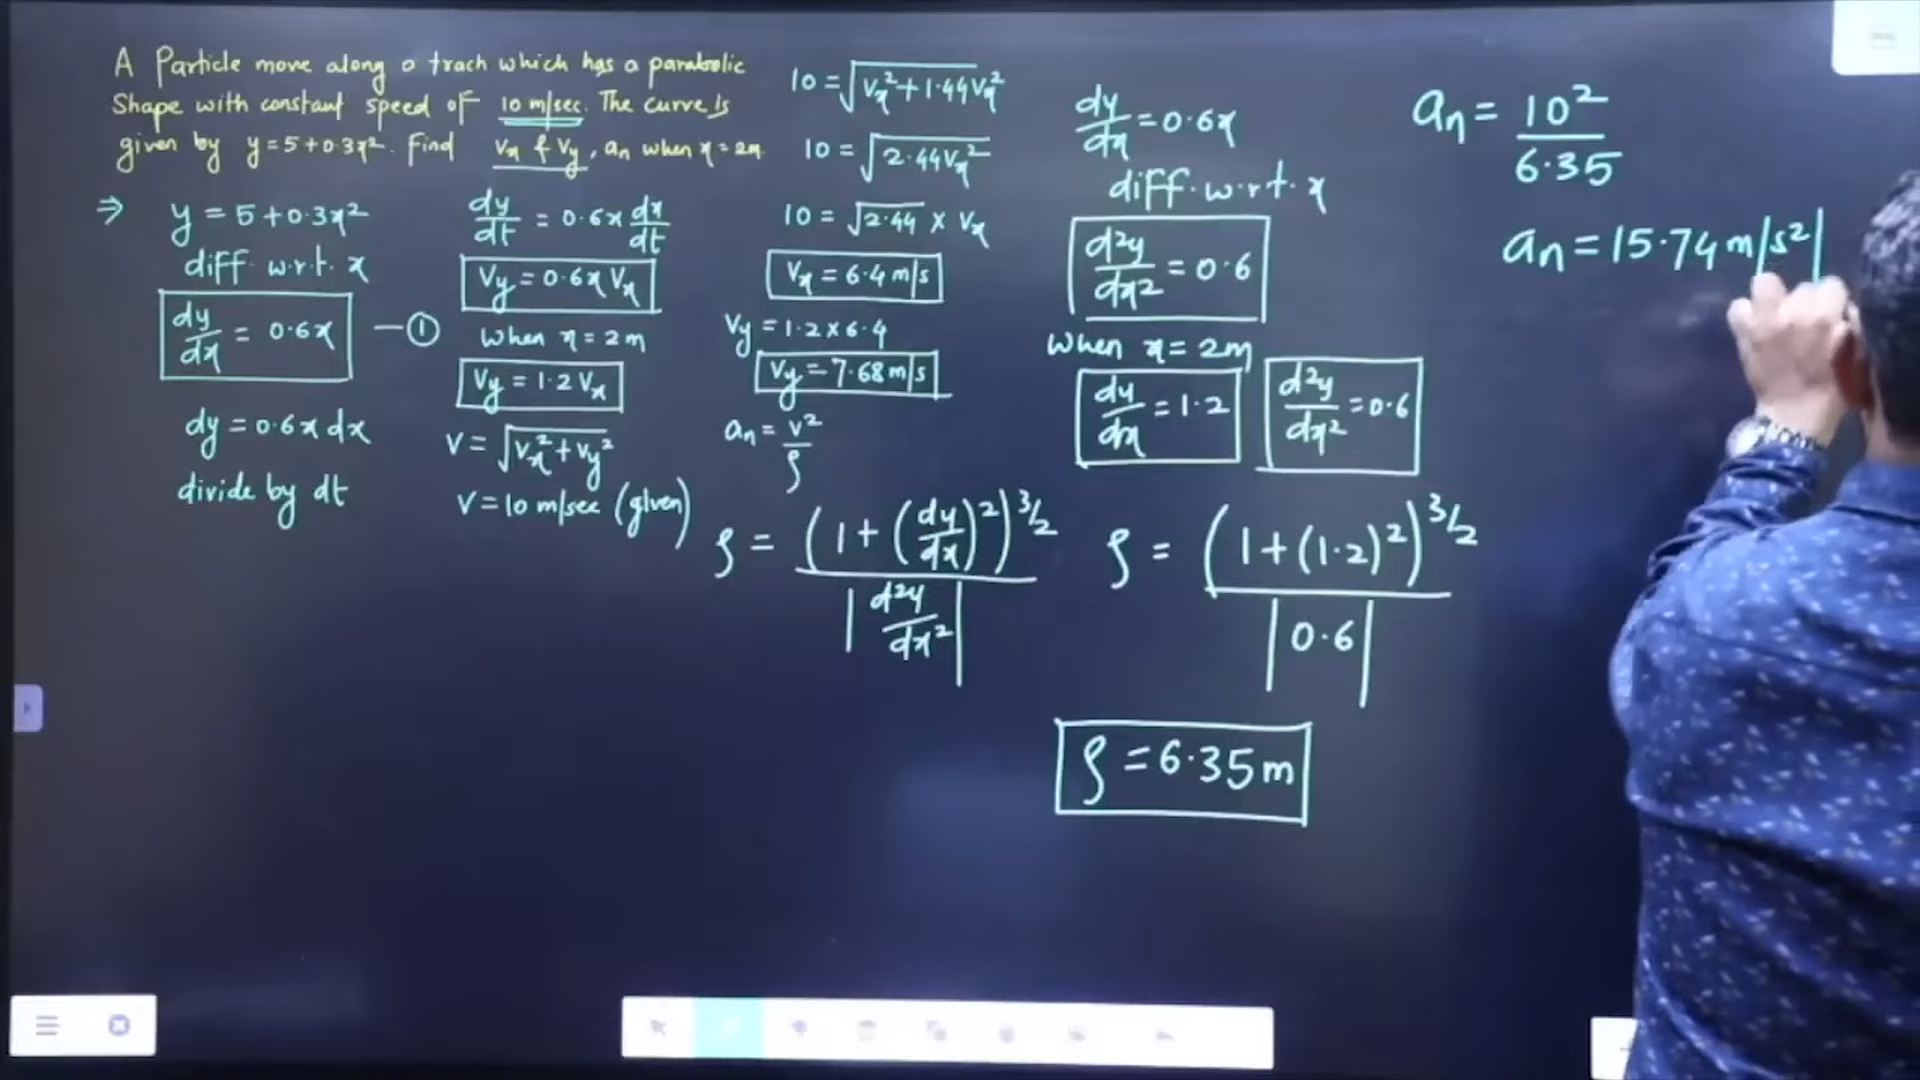 A Particle move along a trach which has a parabolic
Shape with constant speed of 10 m/sec. The curve is
given by y = 5 + 0.3x². Find Vx & Vy, an when x = 2m.
⇒ y = 5 + 0.3x²
diff. w.r.t. x
dy/dx = 0.6x — ①
dy = 0.6x dx
divide by dt
dy/dt = 0.6x dx/dt
Vy = 0.6x Vx
When x = 2m
Vy = 1.2 Vx
V = √(Vx² + Vy²)
V = 10 m/sec (given)
10 = √(Vx² + 1.44Vx²)
10 = √(2.44Vx²)
10 = √2.44 × Vx
Vx = 6.4 m/s
Vy = 1.2 × 6.4
Vy = 7.68 m/s
an = v²/ρ
ρ = (1 + (dy/dx)²)^3/2 / |d²y/dx²|
dy/dx = 0.6x
diff. w.r.t. x
d²y/dx² = 0.6
when x = 2m
dy/dx = 1.2 d²y/dx² = 0.6
ρ = (1 + (1.2)²)^3/2 / |0.6|
ρ = 6.35m
an = 10²/6.35
an = 15.74 m/s²